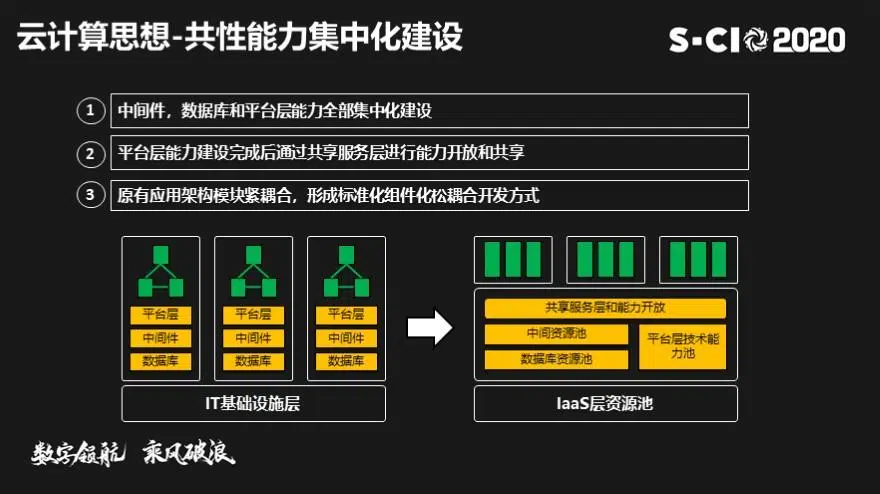 云计算思想-共性能力集中化建设
S-CIO 2020
1 中间件，数据库和平台层能力全部集中化建设
2 平台层能力建设完成后通过共享服务层进行能力开放和共享
3 原有应用架构模块紧耦合，形成标准化组件化松耦合开发方式
平台层 平台层 平台层
中间件 中间件 中间件
数据库 数据库 数据库
IT基础设施层
共享服务层和能力开放
中间资源池
数据库资源池
平台层技术能
力池
IaaS层资源池
数字领航 乘风破浪